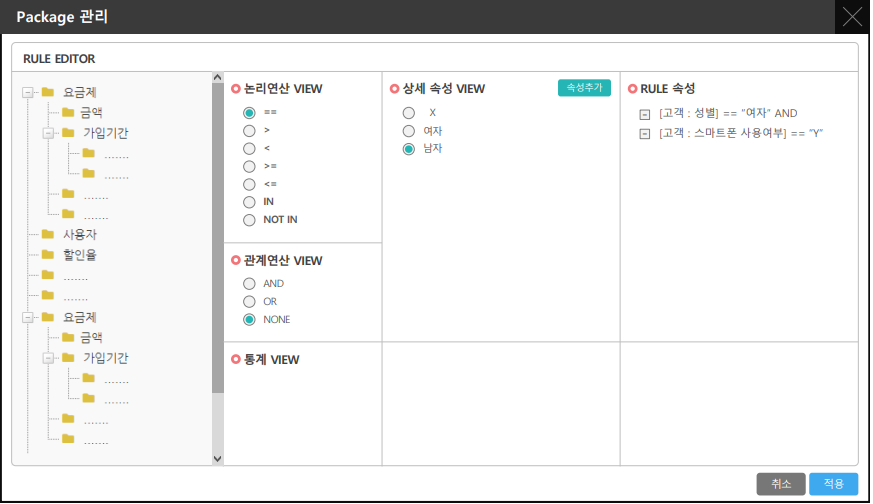 Package 관리
RULE EDITOR
요금제
금액
가입기간
.......
.......
.......
.......
사용자
할인율
.......
.......
요금제
금액
가입기간
.......
.......
.......
.......
논리연산 VIEW
==
>
<
>=
<=
IN
NOT IN
관계연산 VIEW
AND
OR
NONE
통계 VIEW
상세 속성 VIEW
속성추가
X
여자
남자
RULE 속성
[고객 : 성별] == “여자” AND
[고객 : 스마트폰 사용여부] == “Y”
취소
적용